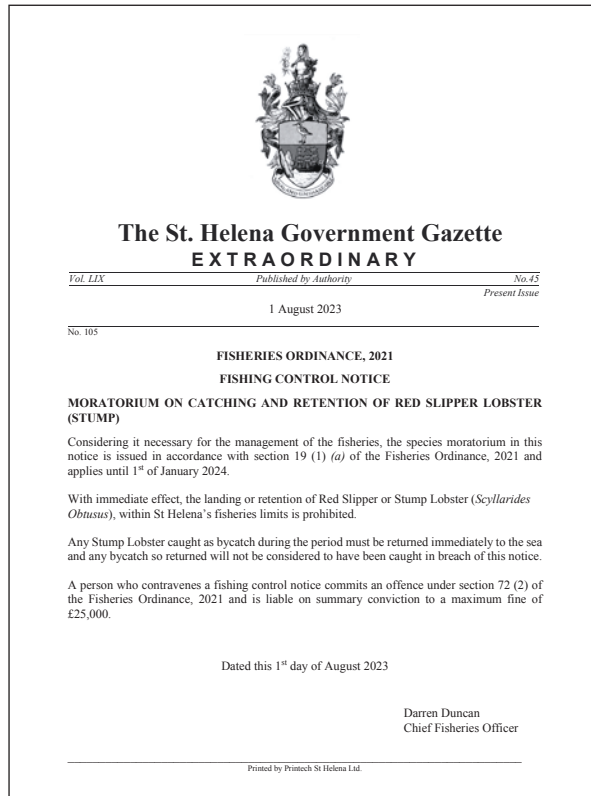 The St. Helena Government Gazette
EXTRAORDINARY
Vol. LIX Published by Authority No.45
Present Issue
1 August 2023
No. 105
FISHERIES ORDINANCE, 2021
FISHING CONTROL NOTICE
MORATORIUM ON CATCHING AND RETENTION OF RED SLIPPER LOBSTER
(STUMP)
Considering it necessary for the management of the fisheries, the species moratorium in this
notice is issued in accordance with section 19 (1) (a) of the Fisheries Ordinance, 2021 and
applies until 1st of January 2024.
With immediate effect, the landing or retention of Red Slipper or Stump Lobster (Scyllarides
Obtusus), within St Helena's fisheries limits is prohibited.
Any Stump Lobster caught as bycatch during the period must be returned immediately to the sea
and any bycatch so returned will not be considered to have been caught in breach of this notice.
A person who contravenes a fishing control notice commits an offence under section 72 (2) of
the Fisheries Ordinance, 2021 and is liable on summary conviction to a maximum fine of
£25,000.
Dated this 1st day of August 2023
Darren Duncan
Chief Fisheries Officer
Printed by Printech St Helena Ltd.